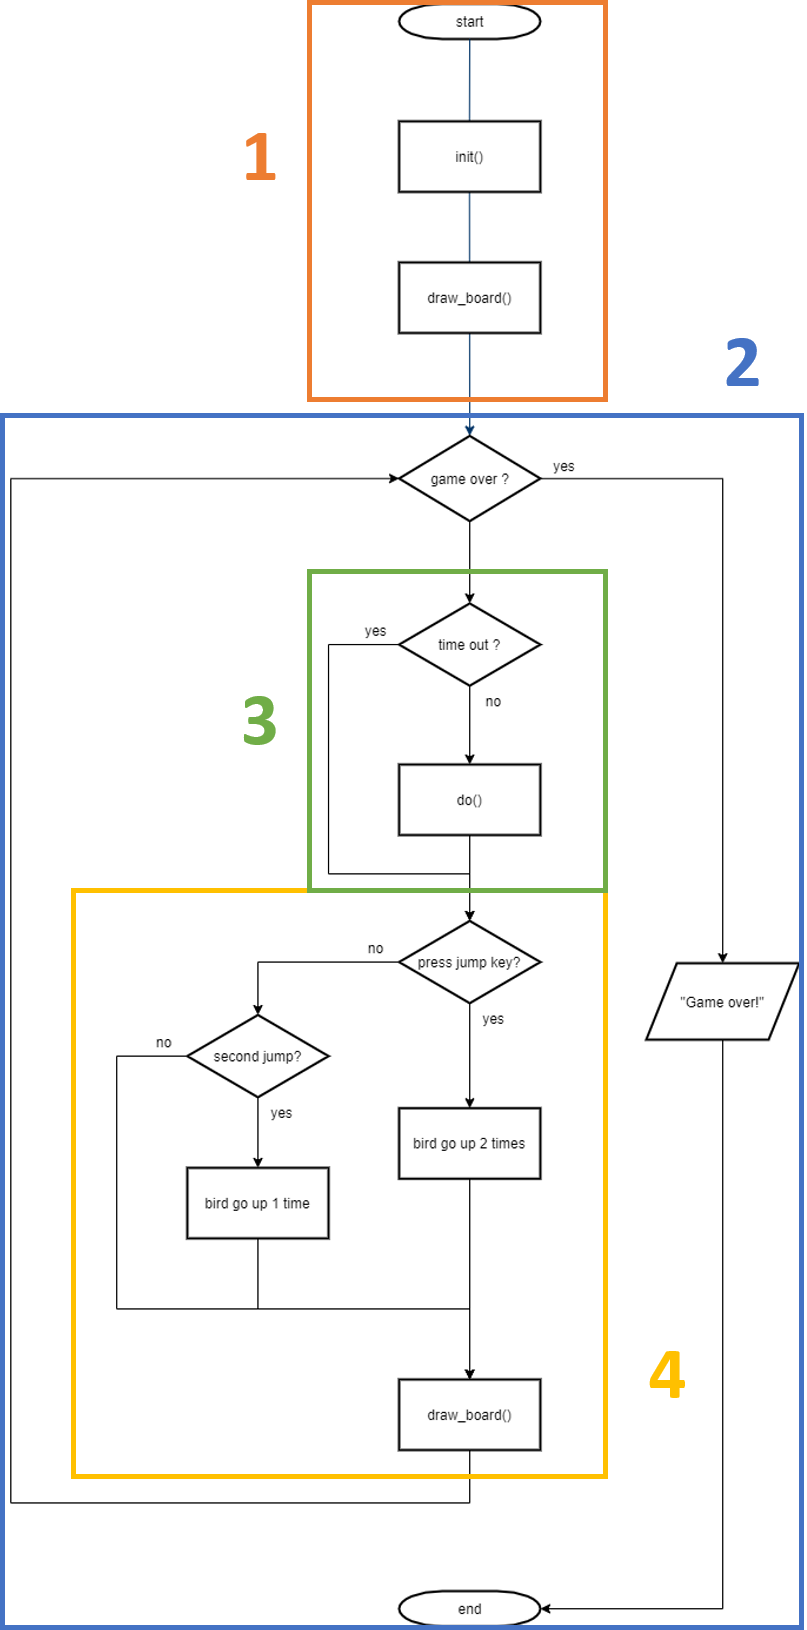 start
1
init()
draw_board()
2
game over ?
yes
time out ?
yes
no
3
do()
press jump key?
no
yes
second jump?
no
yes
"Game over!"
bird go up 2 times
bird go up 1 time
4
draw_board()
end